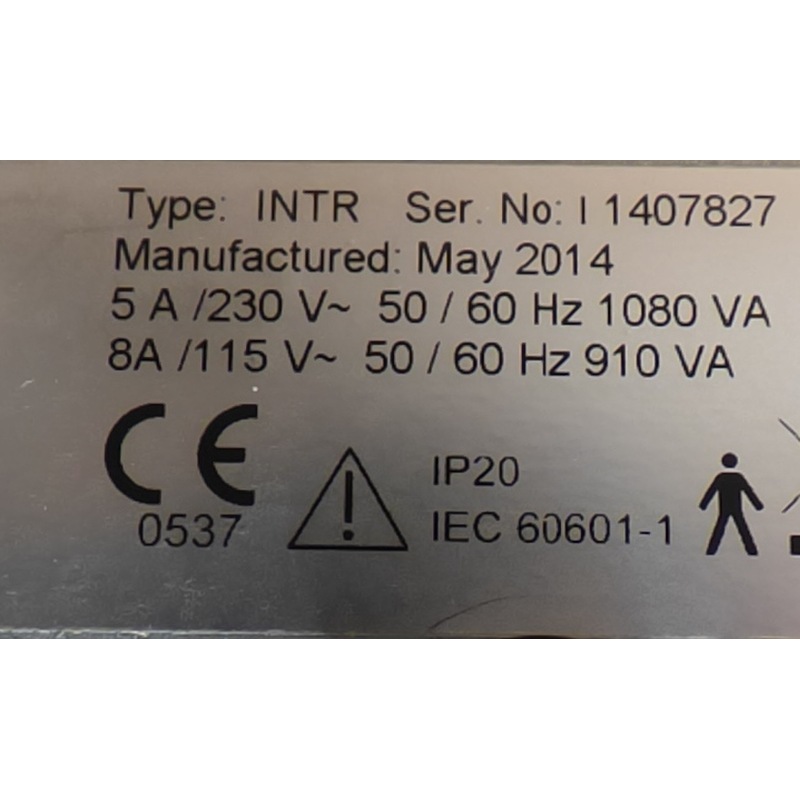 Type: INTR Ser. No: I 1407827
Manufactured: May 2014
5 A /230 V~ 50 / 60 Hz 1080 VA
8A /115 V~ 50 / 60 Hz 910 VA
CE
0537
IP20
IEC 60601-1